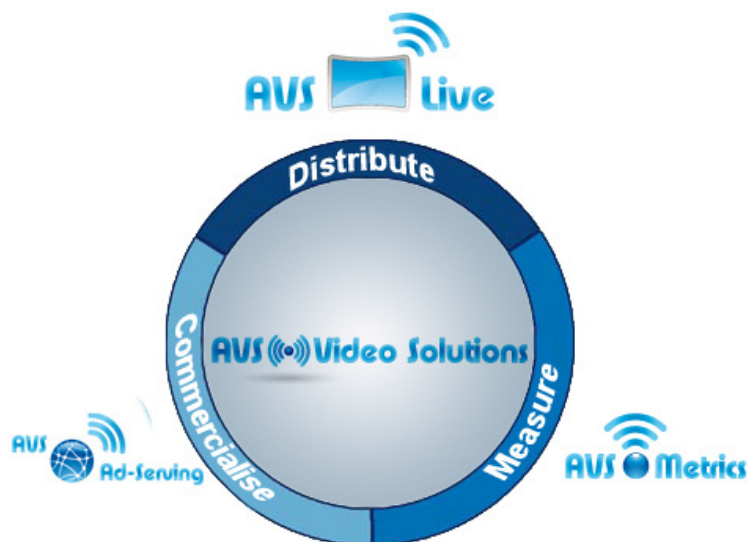 AVS Live
Distribute
AVS Video Solutions
Commercialise
Measure
AVS
Ad-Serving
AVS Metrics